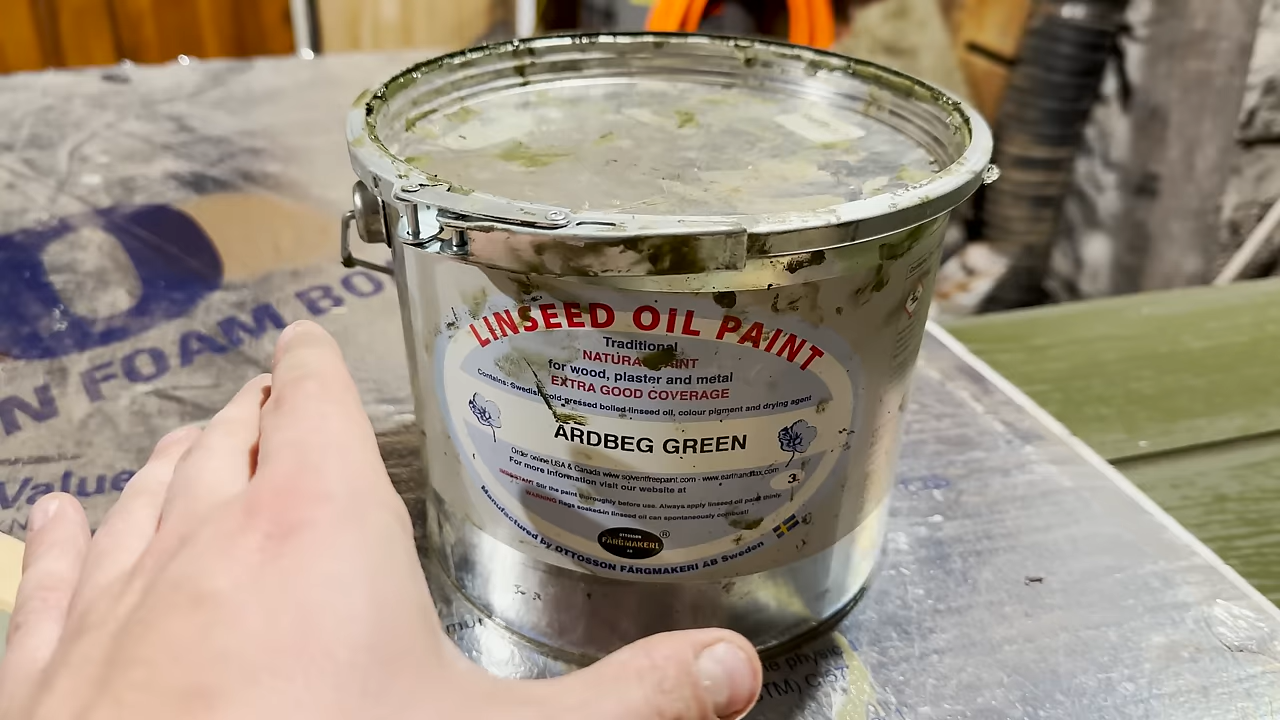 LINSEED OIL PAINT
Traditional
NATURAL PAINT
for wood, plaster and metal
EXTRA GOOD COVERAGE
Contains: Swedish cold-pressed boiled linseed oil, colour pigment and drying agent
ARDBEG GREEN
Order online USA & Canada www.solventfreepaint.com - www.earthandflax.com
For more information visit our website at
3
IMPORTANT! Stir the paint thoroughly before use. Always apply linseed oil paint thinly.
WARNING Rags soaked in linseed oil can spontaneously combust!
OTTOSSON
FÄRGMAKERI
AB
®
Manufactured by OTTOSSON FÄRGMAKERI AB Sweden
N FOAM BO
Value